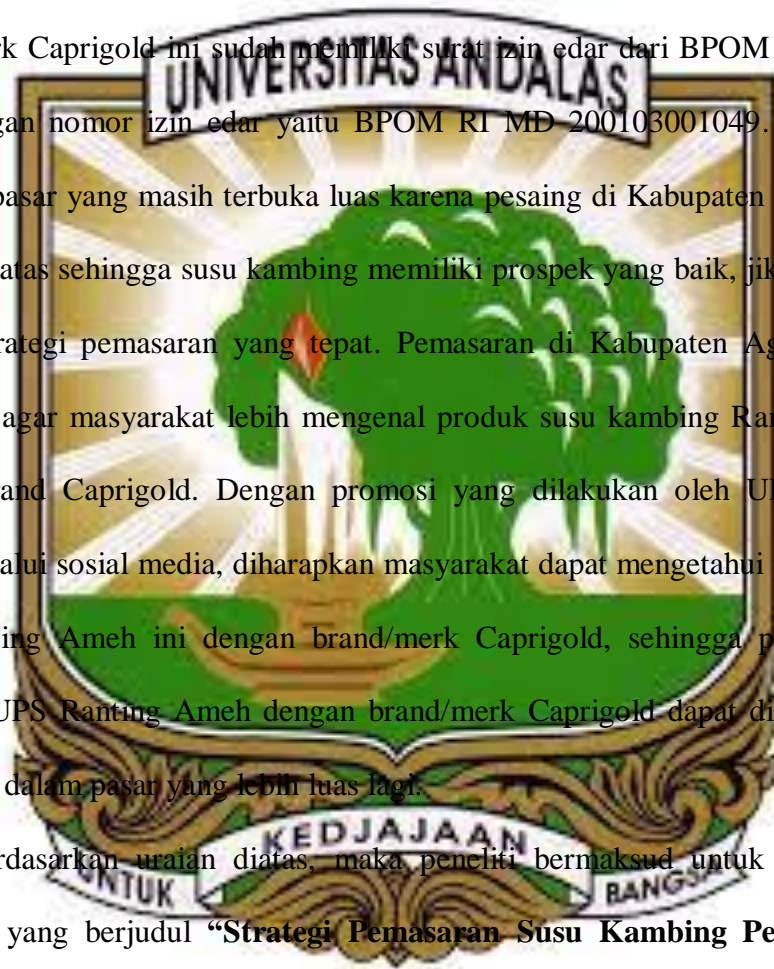 rk Caprigold ini sudah memiliki surat izin edar dari BPOM
UNIVERSITAS ANDALAS
gan nomor izin edar yaitu BPOM RI MD 200103001049.
pasar yang masih terbuka luas karena pesaing di Kabupaten
atas sehingga susu kambing memiliki prospek yang baik, jik
rategi pemasaran yang tepat. Pemasaran di Kabupaten Ag
agar masyarakat lebih mengenal produk susu kambing Ran
and Caprigold. Dengan promosi yang dilakukan oleh U
alui sosial media, diharapkan masyarakat dapat mengetahui
ing Ameh ini dengan brand/merk Caprigold, sehingga p
UPS Ranting Ameh dengan brand/merk Caprigold dapat di
dalam pasar yang lebih luas lagi.
KEDJAJAAN
rdasarkan uraian diatas, maka peneliti bermaksud untuk
UNTUK BANGSA
yang berjudul “Strategi Pemasaran Susu Kambing Pe